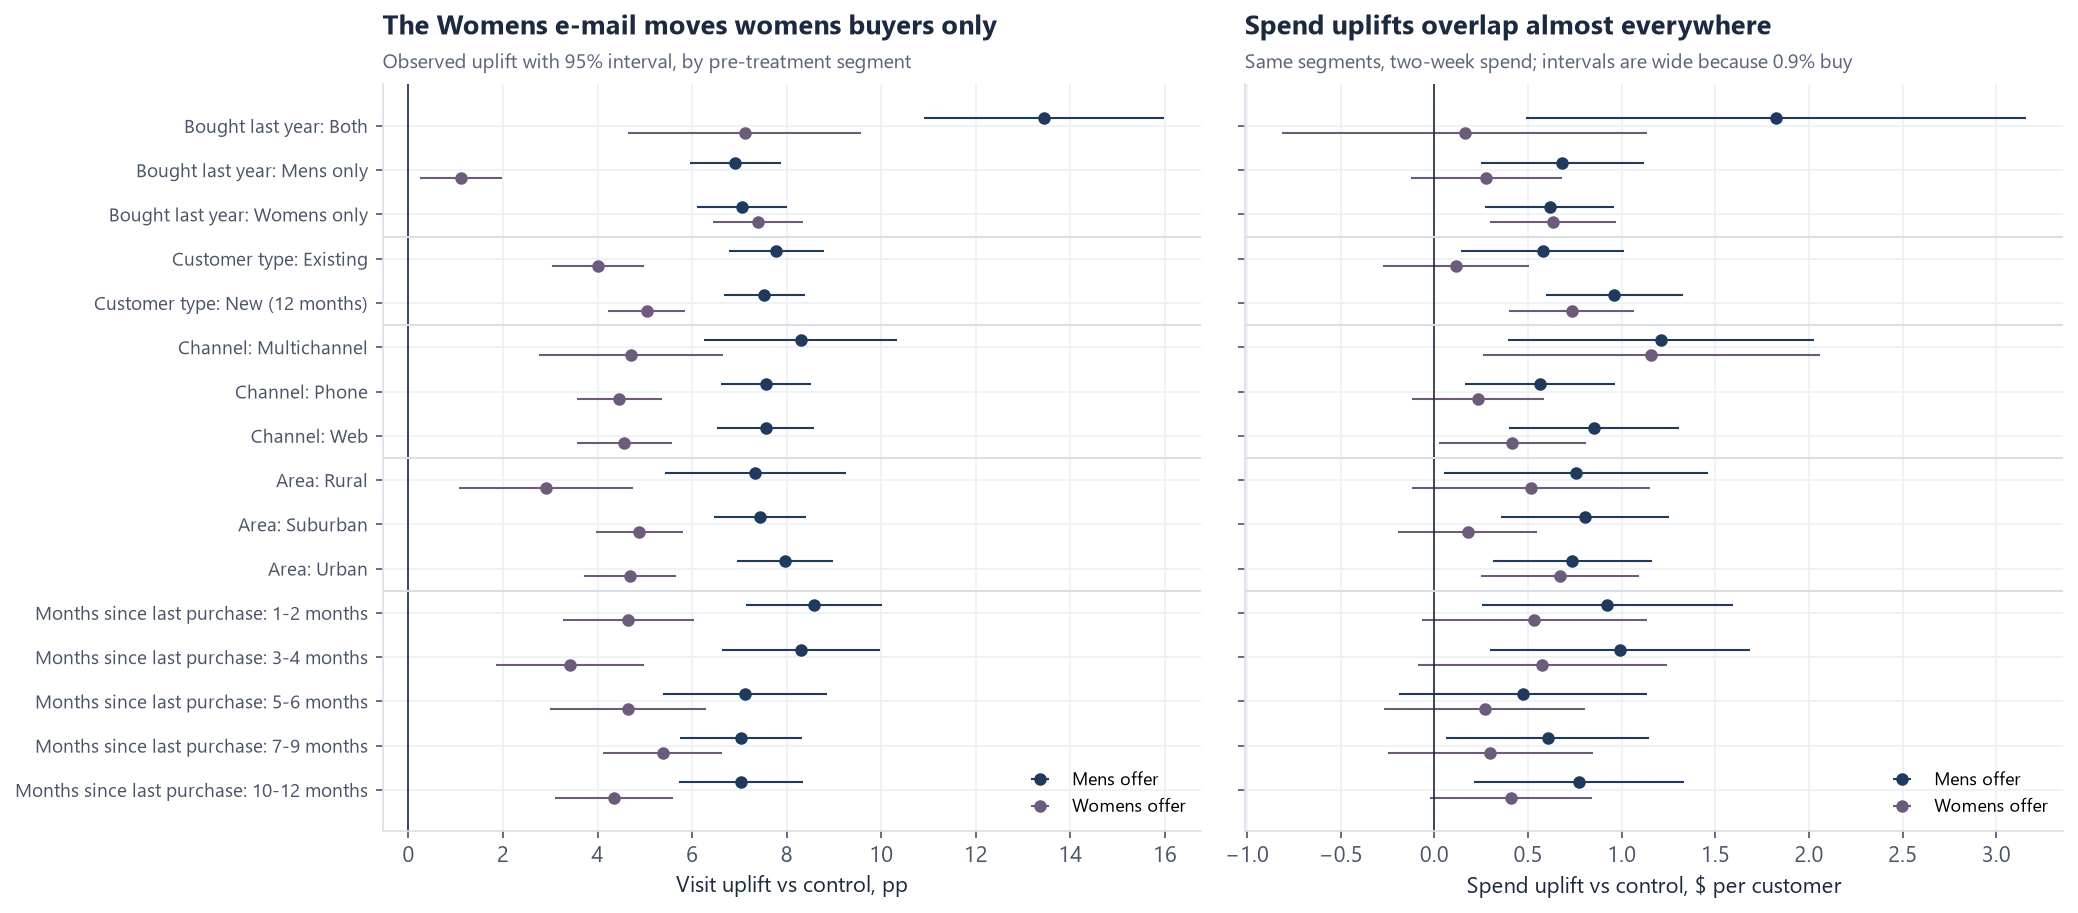 The Womens e-mail moves womens buyers only
Observed uplift with 95% interval, by pre-treatment segment
Bought last year: Both
Bought last year: Mens only
Bought last year: Womens only
Customer type: Existing
Customer type: New (12 months)
Channel: Multichannel
Channel: Phone
Channel: Web
Area: Rural
Area: Suburban
Area: Urban
Months since last purchase: 1-2 months
Months since last purchase: 3-4 months
Months since last purchase: 5-6 months
Months since last purchase: 7-9 months
Months since last purchase: 10-12 months
Mens offer
Womens offer
0 2 4 6 8 10 12 14 16
Visit uplift vs control, pp
Spend uplifts overlap almost everywhere
Same segments, two-week spend; intervals are wide because 0.9% buy
Mens offer
Womens offer
−1.0 −0.5 0.0 0.5 1.0 1.5 2.0 2.5 3.0
Spend uplift vs control, $ per customer